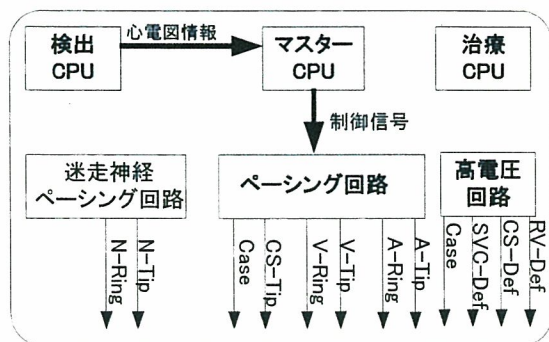 検出
CPU
心電図情報
マスター
CPU
治療
CPU
制御信号
迷走神経
ペーシング回路
ペーシング回路
高電圧
回路
N-Ring
N-Tip
Case
CS-Tip
V-Ring
V-Tip
A-Ring
A-Tip
Case
SVC-Def
CS-Def
RV-Def